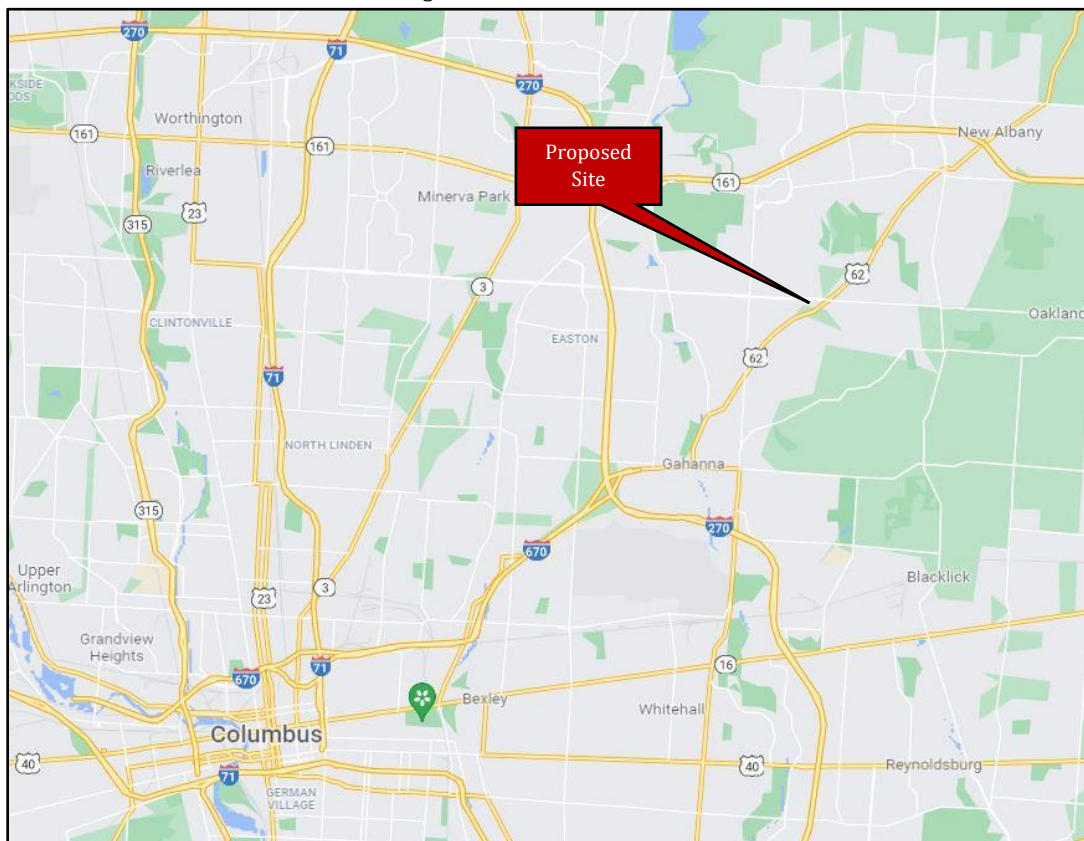 270
71
270
KSIDE
ODS
Worthington
161
161
Proposed
Site
New Albany
Riverlea
161
Minerva Park
23
315
62
3
Oakland
CLINTONVILLE
EASTON
62
71
NORTH LINDEN
Gahanna
315
270
670
Upper
Arlington
3
23
Blacklick
Grandview
Heights
71
16
670
Bexley
Whitehall
Columbus
40
71
40
Reynoldsburg
GERMAN
VILLAGE